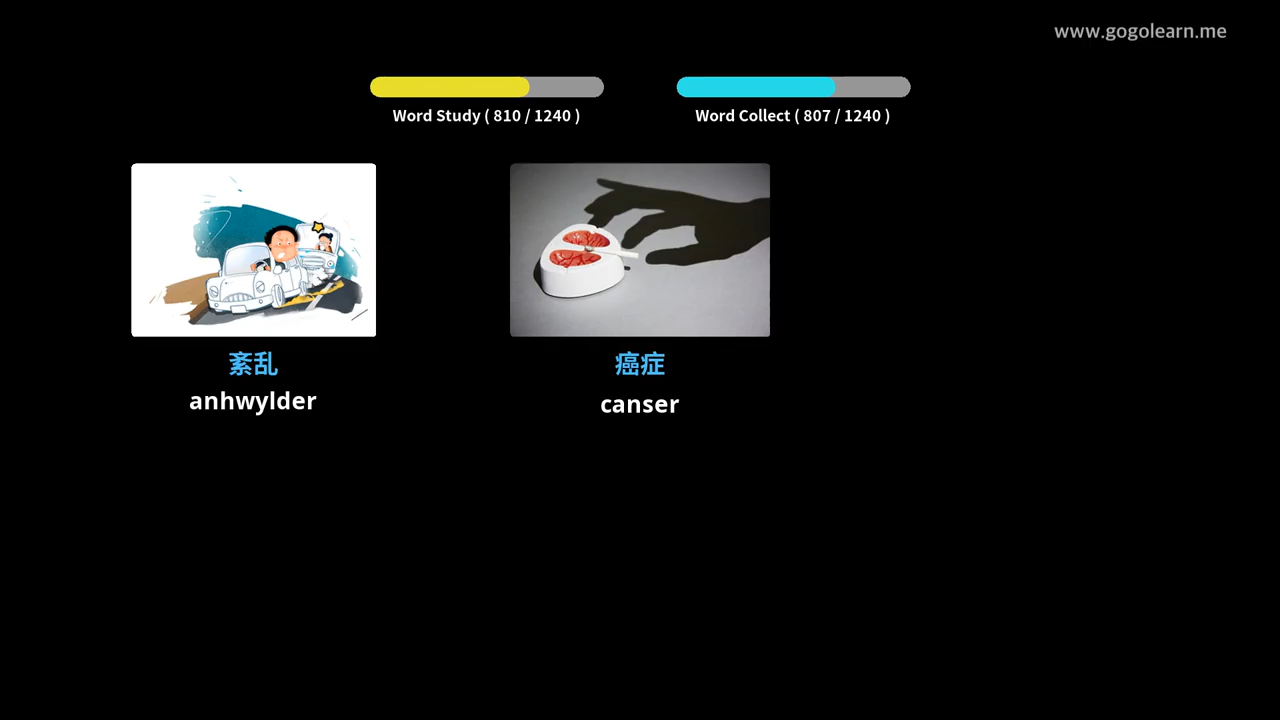 www.gogolearn.me
Word Study ( 810 / 1240 )
Word Collect ( 807 / 1240 )
紊乱
anhwylder
癌症
canser